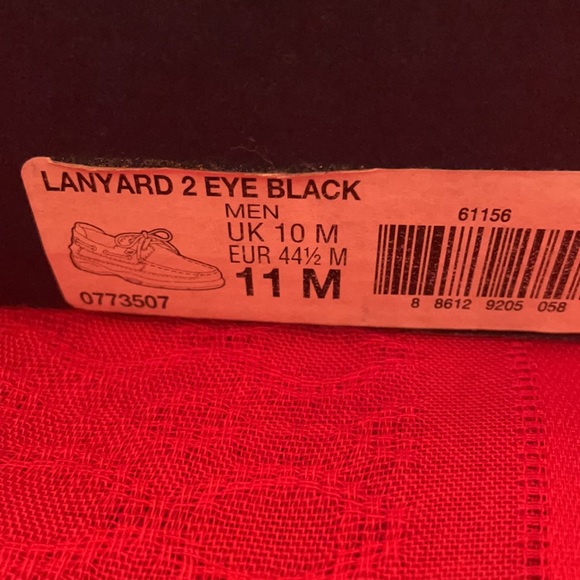 LANYARD 2 EYE BLACK
MEN
UK 10 M
EUR 44½ M
11 M
0773507
61156
8 8612 9205 058